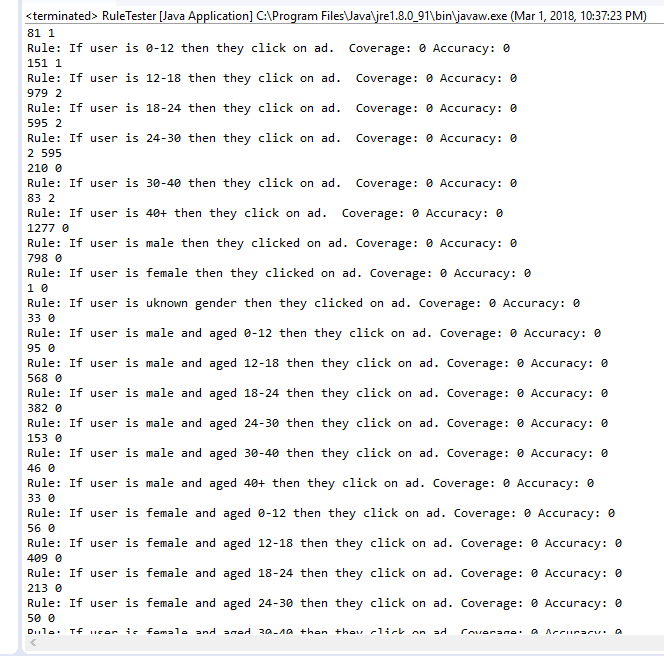 <terminated> RuleTester [Java Application] C:\Program Files\Java\jre1.8.0_91\bin\javaw.exe (Mar 1, 2018, 10:37:23 PM)
81 1
Rule: If user is 0-12 then they click on ad.  Coverage: 0 Accuracy: 0
151 1
Rule: If user is 12-18 then they click on ad.  Coverage: 0 Accuracy: 0
979 2
Rule: If user is 18-24 then they click on ad.  Coverage: 0 Accuracy: 0
595 2
Rule: If user is 24-30 then they click on ad.  Coverage: 0 Accuracy: 0
2 595
210 0
Rule: If user is 30-40 then they click on ad.  Coverage: 0 Accuracy: 0
83 2
Rule: If user is 40+ then they click on ad.  Coverage: 0 Accuracy: 0
1277 0
Rule: If user is male then they clicked on ad. Coverage: 0 Accuracy: 0
798 0
Rule: If user is female then they clicked on ad. Coverage: 0 Accuracy: 0
1 0
Rule: If user is uknown gender then they clicked on ad. Coverage: 0 Accuracy: 0
33 0
Rule: If user is male and aged 0-12 then they click on ad. Coverage: 0 Accuracy: 0
95 0
Rule: If user is male and aged 12-18 then they click on ad. Coverage: 0 Accuracy: 0
568 0
Rule: If user is male and aged 18-24 then they click on ad. Coverage: 0 Accuracy: 0
382 0
Rule: If user is male and aged 24-30 then they click on ad. Coverage: 0 Accuracy: 0
153 0
Rule: If user is male and aged 30-40 then they click on ad. Coverage: 0 Accuracy: 0
46 0
Rule: If user is male and aged 40+ then they click on ad. Coverage: 0 Accuracy: 0
33 0
Rule: If user is female and aged 0-12 then they click on ad. Coverage: 0 Accuracy: 0
56 0
Rule: If user is female and aged 12-18 then they click on ad. Coverage: 0 Accuracy: 0
409 0
Rule: If user is female and aged 18-24 then they click on ad. Coverage: 0 Accuracy: 0
213 0
Rule: If user is female and aged 24-30 then they click on ad. Coverage: 0 Accuracy: 0
50 0
Rule: If user is female and aged 30-40 then they click on ad. Coverage: 0 Accuracy: 0